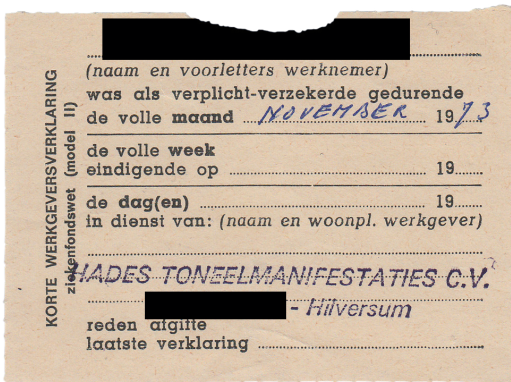 (naam en voorletters werknemer)
was als verplicht-verzekerde gedurende
de volle maand NOVEMBER 1973
de volle week
eindigende op 19
de dag(en) 19
in dienst van: (naam en woonpl. werkgever)
HADES TONEELMANIFESTATIES C.V.
- Hilversum
reden afgifte
laatste verklaring
KORTE WERKGEVERSVERKLARING
ziekenfondswet (model II)